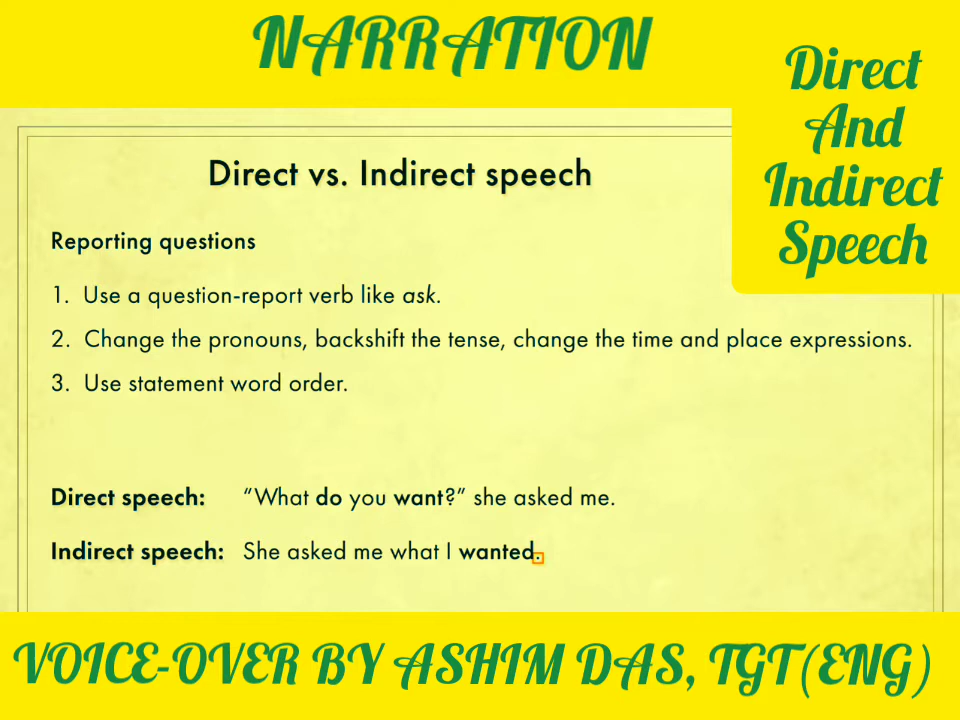 NARRATION
Direct
And
Indirect
Speech
Direct vs. Indirect speech
Reporting questions
1. Use a question-report verb like ask.
2. Change the pronouns, backshift the tense, change the time and place expressions.
3. Use statement word order.
Direct speech: ”What do you want?” she asked me.
Indirect speech: She asked me what I wanted.
VOICE-OVER BY ASHIM DAS, TGT(ENG)